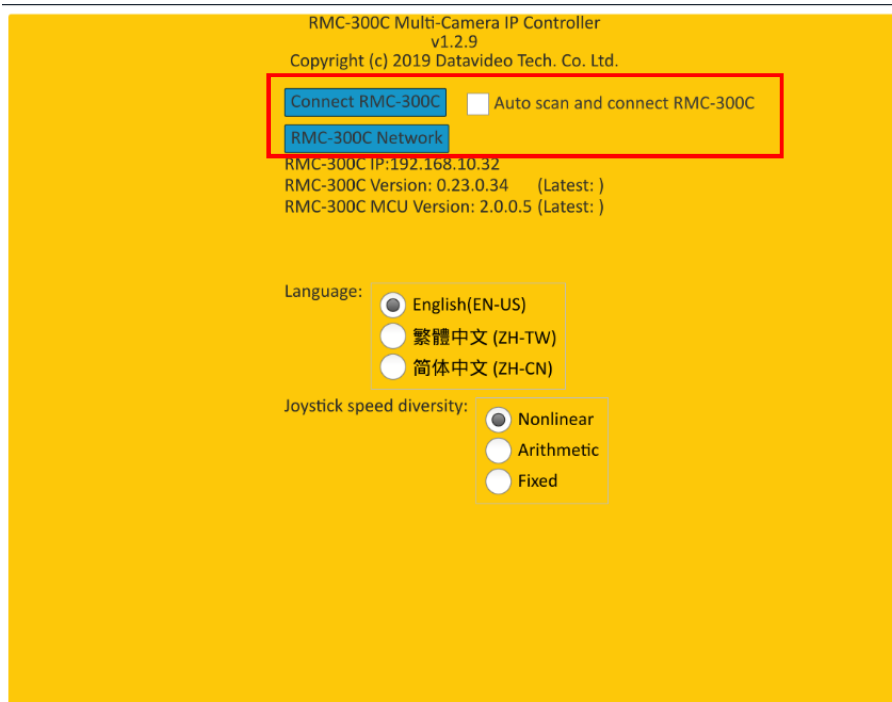 RMC-300C Multi-Camera IP Controller
v1.2.9
Copyright (c) 2019 Datavideo Tech. Co. Ltd.
Connect RMC-300C Auto scan and connect RMC-300C
RMC-300C Network
RMC-300C IP:192.168.10.32
RMC-300C Version: 0.23.0.34 (Latest: )
RMC-300C MCU Version: 2.0.0.5 (Latest: )
Language:
English(EN-US)
繁體中文 (ZH-TW)
简体中文 (ZH-CN)
Joystick speed diversity:
Nonlinear
Arithmetic
Fixed